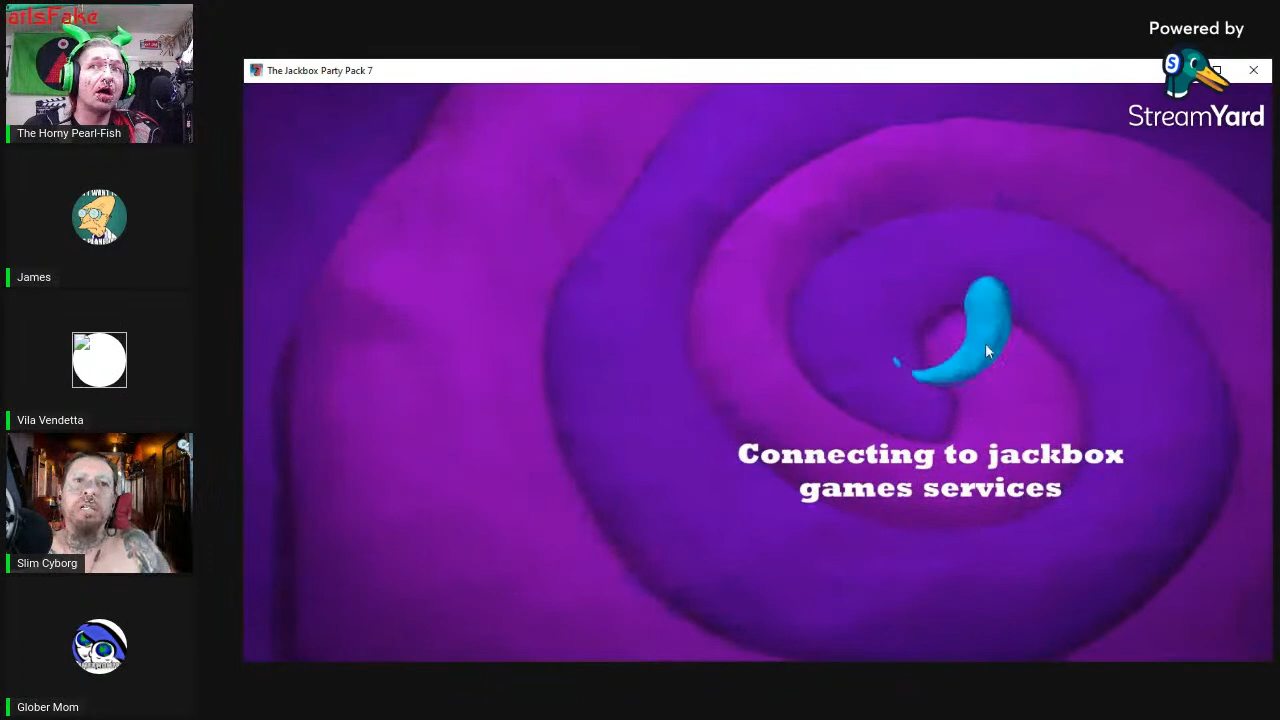 arlsFake
The Horny Pearl-Fish
James
Vila Vendetta
Slim Cyborg
Glober Mom
The Jackbox Party Pack 7
Connecting to jackbox
games services
Powered by
S
StreamYard